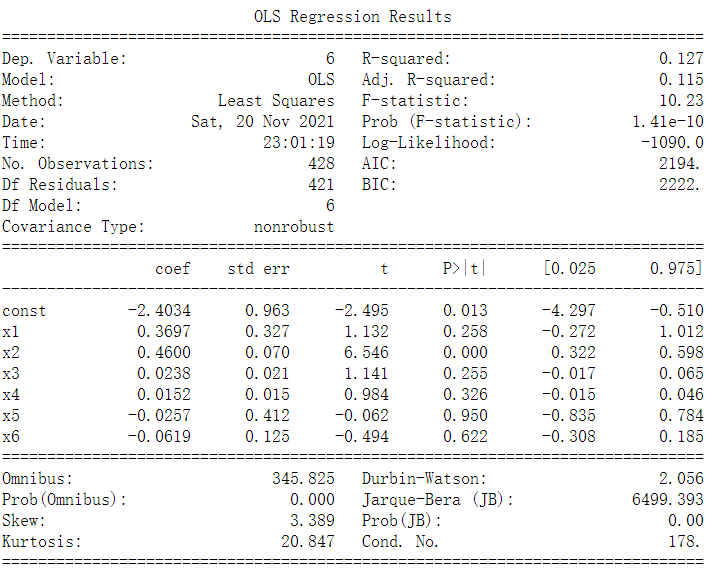 OLS Regression Results
==============================================================================
Dep. Variable: 6 R-squared: 0.127
Model: OLS Adj. R-squared: 0.115
Method: Least Squares F-statistic: 10.23
Date: Sat, 20 Nov 2021 Prob (F-statistic): 1.41e-10
Time: 23:01:19 Log-Likelihood: -1090.0
No. Observations: 428 AIC: 2194.
Df Residuals: 421 BIC: 2222.
Df Model: 6
Covariance Type: nonrobust
==============================================================================
coef std err t P>|t| [0.025 0.975]
------------------------------------------------------------------------------
const -2.4034 0.963 -2.495 0.013 -4.297 -0.510
x1 0.3697 0.327 1.132 0.258 -0.272 1.012
x2 0.4600 0.070 6.546 0.000 0.322 0.598
x3 0.0238 0.021 1.141 0.255 -0.017 0.065
x4 0.0152 0.015 0.984 0.326 -0.015 0.046
x5 -0.0257 0.412 -0.062 0.950 -0.835 0.784
x6 -0.0619 0.125 -0.494 0.622 -0.308 0.185
==============================================================================
Omnibus: 345.825 Durbin-Watson: 2.056
Prob(Omnibus): 0.000 Jarque-Bera (JB): 6499.393
Skew: 3.389 Prob(JB): 0.00
Kurtosis: 20.847 Cond. No. 178.
==============================================================================